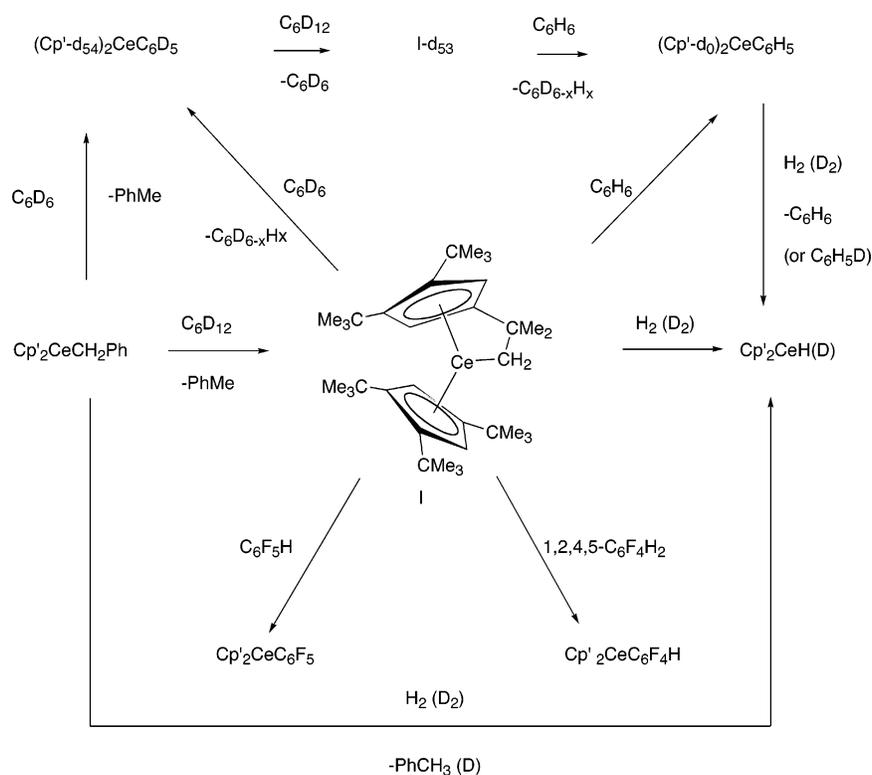 (Cp'-d₅₄)₂CeC₆D₅
C₆D₁₂
-C₆D₆
I-d₅₃
C₆H₆
-C₆D₆₋ₓHₓ
(Cp'-d₀)₂CeC₆H₅
C₆D₆
-PhMe
C₆D₆
-C₆D₆₋ₓHx
C₆H₆
H₂ (D₂)
-C₆H₆
(or C₆H₅D)
Cp'₂CeCH₂Ph
C₆D₁₂
-PhMe
CMe₃
Me₃C
CMe₂
Ce
CH₂
Me₃C
CMe₃
CMe₃
I
H₂ (D₂)
Cp'₂CeH(D)
C₆F₅H
1,2,4,5-C₆F₄H₂
Cp'₂CeC₆F₅
Cp' ₂CeC₆F₄H
H₂ (D₂)
-PhCH₃ (D)